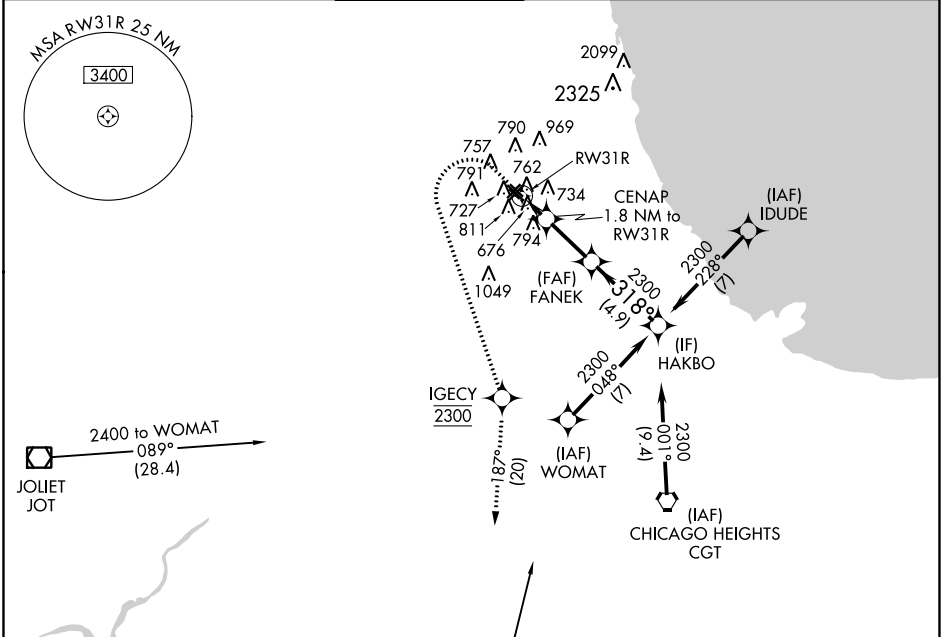 MSA RW31R 25 NM
3400
2099
2325
790
969
757
762
RW31R
791
734
727
811
676
794
CENAP
1.8 NM to
RW31R
(IAF)
IDUDE
2300
228°
(7)
1049
(FAF)
FANEK
2300
318°
(4.9)
(IF)
HAKBO
2300
048°
(7)
IGECY
2300
(IAF)
WOMAT
2300
001°
(9.4)
2400 to WOMAT
089°
(28.4)
JOLIET
JOT
187°
(20)
(IAF)
CHICAGO HEIGHTS
CGT